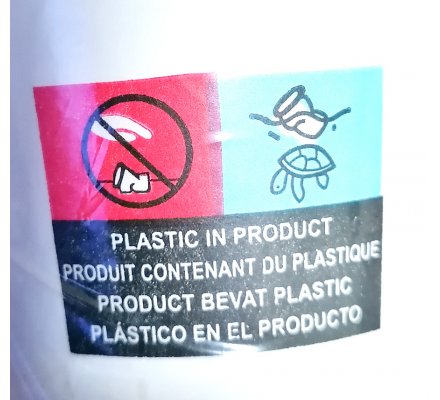 PLASTIC IN PRODUCT
PRODUIT CONTENANT DU PLASTIQUE
PRODUCT BEVAT PLASTIC
PLÁSTICO EN EL PRODUCTO